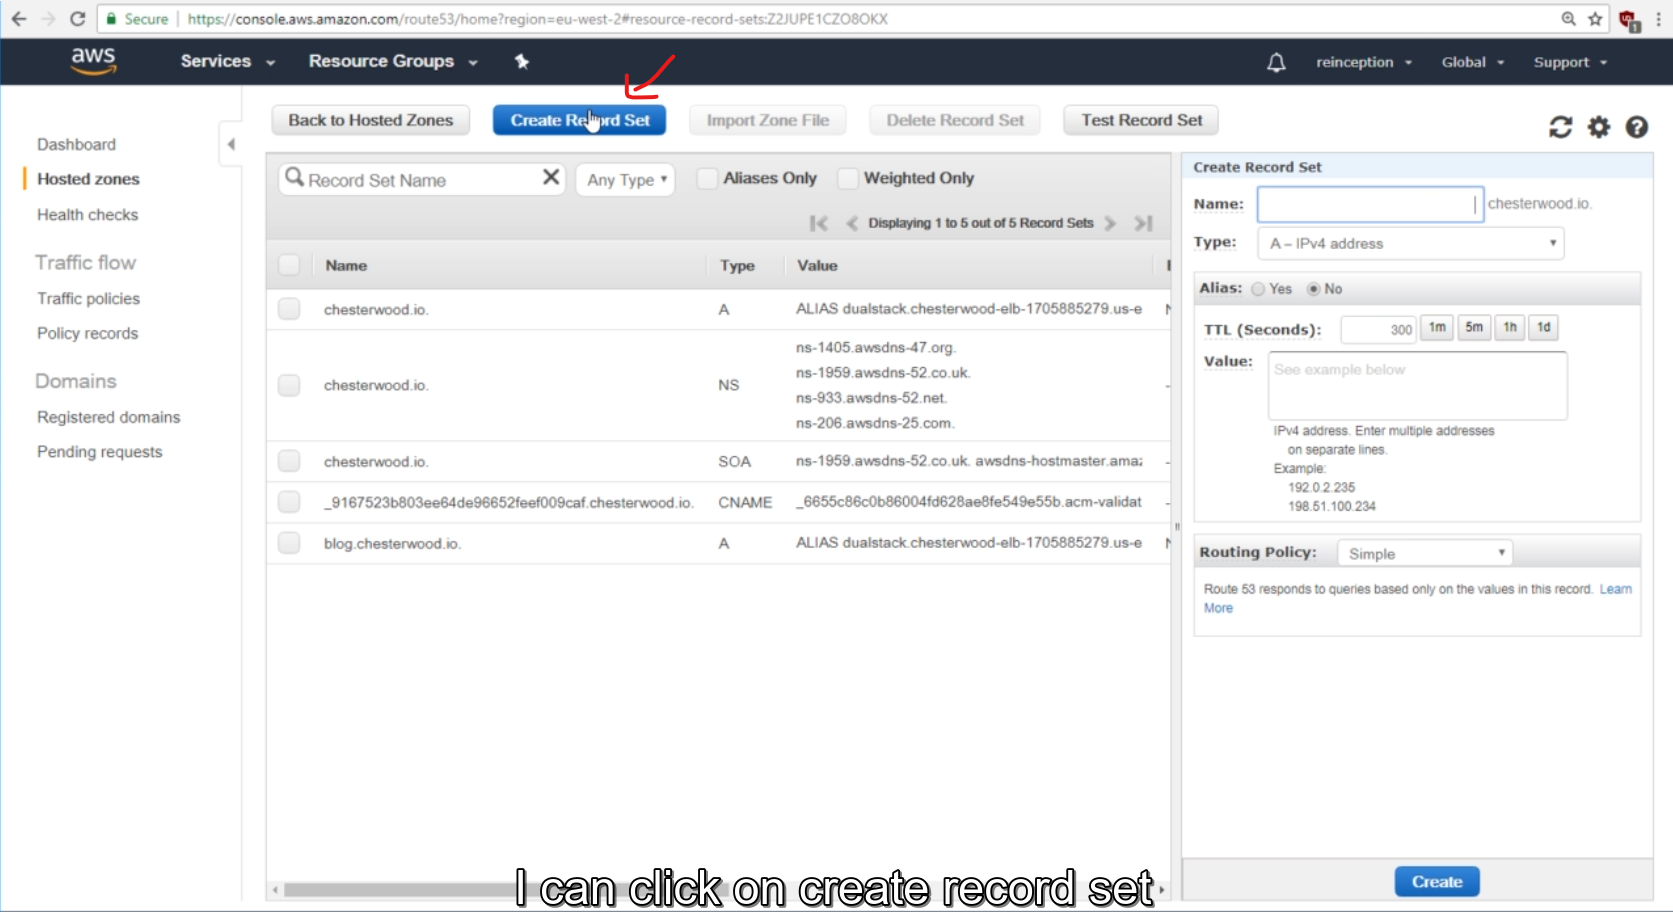 Secure | https://console.aws.amazon.com/route53/home?region=eu-west-2#resource-record-sets:Z2JUPE1CZO8OKX
aws Services Resource Groups reinception Global Support
Back to Hosted Zones Create Record Set Import Zone File Delete Record Set Test Record Set
Dashboard
Hosted zones
Health checks
Traffic flow
Traffic policies
Policy records
Domains
Registered domains
Pending requests
Record Set Name Any Type Aliases Only Weighted Only
Displaying 1 to 5 out of 5 Record Sets
Name Type Value
chesterwood.io. A ALIAS dualstack.chesterwood-elb-1705885279.us-e
chesterwood.io. NS ns-1405.awsdns-47.org.
ns-1959.awsdns-52.co.uk.
ns-933.awsdns-52.net.
ns-206.awsdns-25.com.
chesterwood.io. SOA ns-1959.awsdns-52.co.uk. awsdns-hostmaster.amaz -
_9167523b803ee64de96652feef009caf.chesterwood.io. CNAME _6655c86c0b86004fd628ae8fe549e55b.acm-validat -
blog.chesterwood.io. A ALIAS dualstack.chesterwood-elb-1705885279.us-e
Create Record Set
Name: chesterwood.io.
Type: A – IPv4 address
Alias: Yes No
TTL (Seconds): 300 1m 5m 1h 1d
Value: See example below
IPv4 address. Enter multiple addresses
on separate lines.
Example:
192.0.2.235
198.51.100.234
Routing Policy: Simple
Route 53 responds to queries based only on the values in this record. Learn
More
Create
I can click on create record set